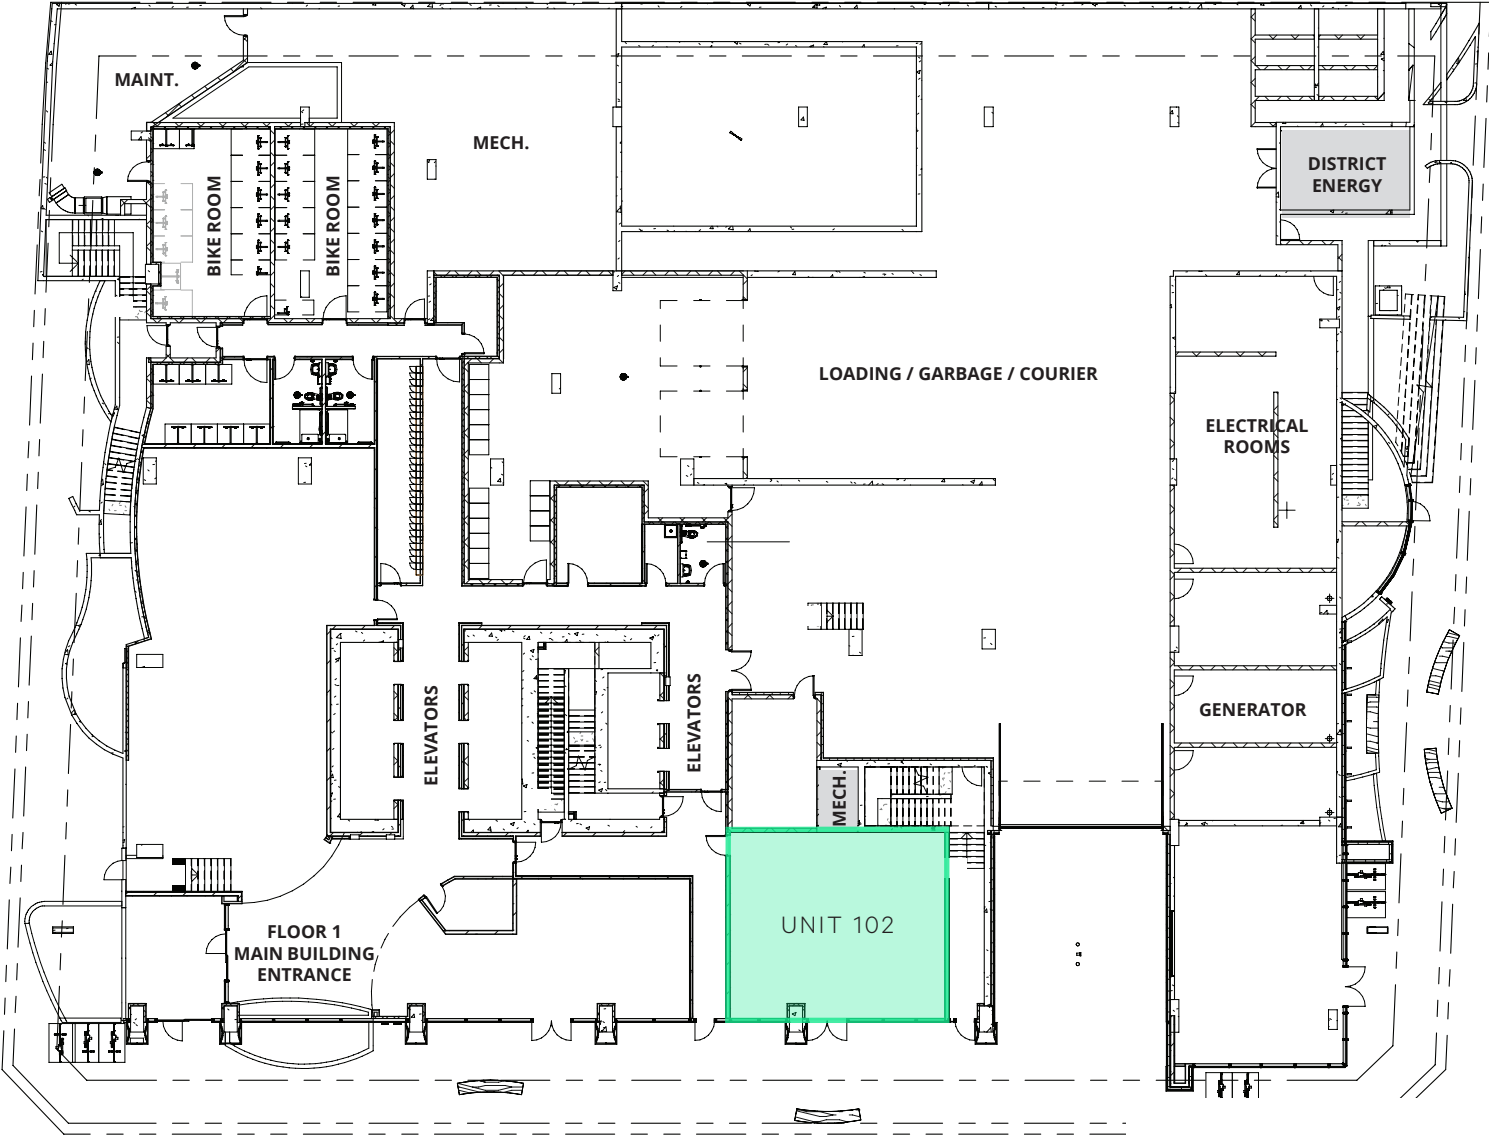 MAINT.
MECH.
DISTRICT
ENERGY
BIKE ROOM
BIKE ROOM
LOADING / GARBAGE / COURIER
ELECTRICAL
ROOMS
ELEVATORS
ELEVATORS
GENERATOR
MECH.
UNIT 102
FLOOR 1
MAIN BUILDING
ENTRANCE